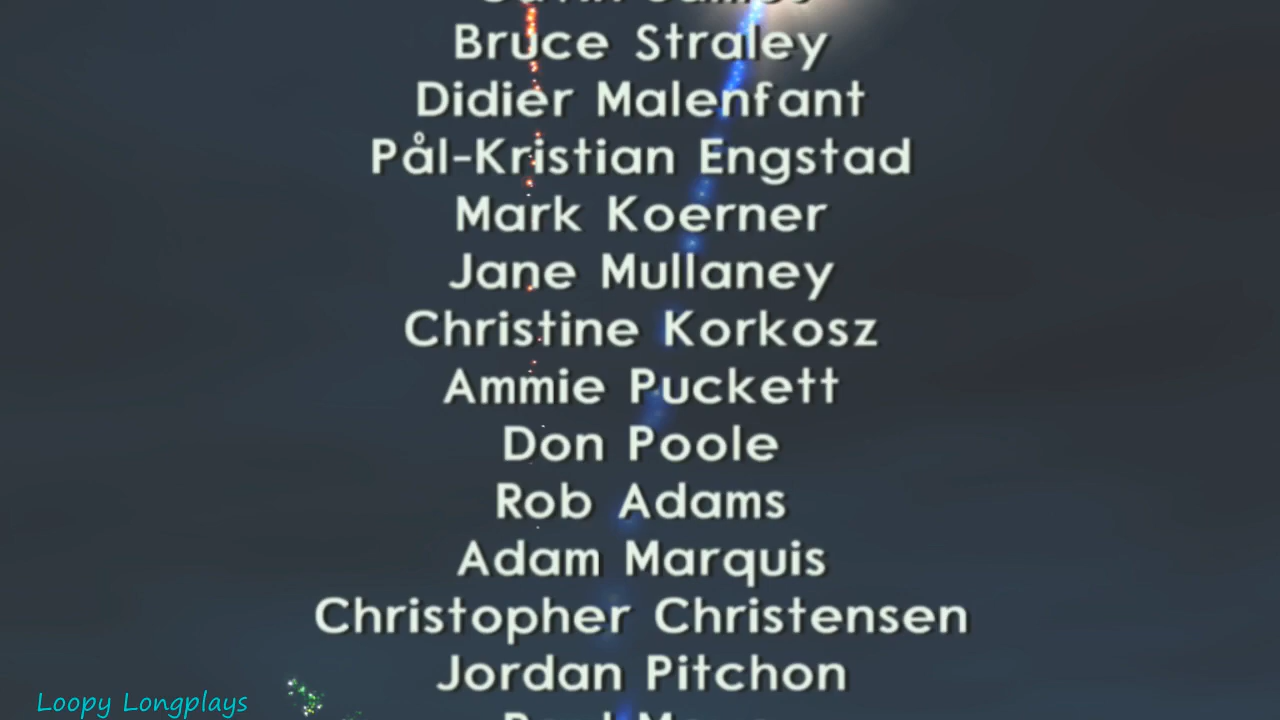 Bruce Straley
Didier Malenfant
Pål-Kristian Engstad
Mark Koerner
Jane Mullaney
Christine Korkosz
Ammie Puckett
Don Poole
Rob Adams
Adam Marquis
Christopher Christensen
Jordan Pitchon
Loopy Longplays